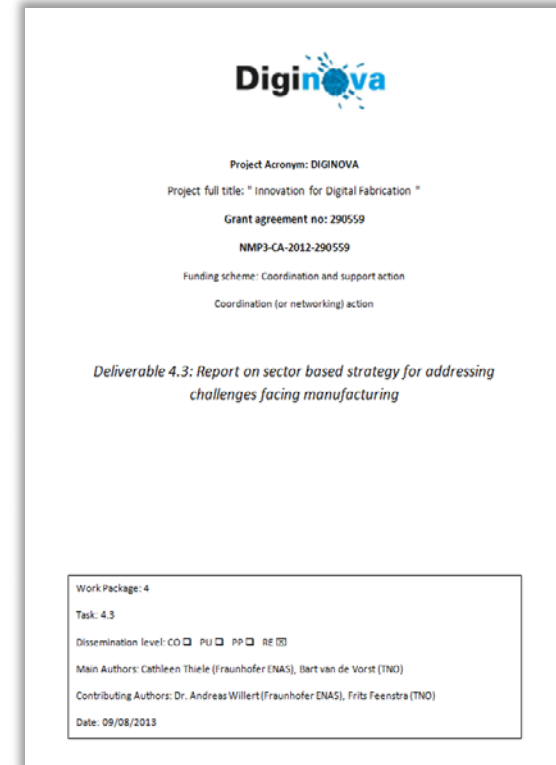 Diginova
Project Acronym: DIGINOVA
Project full title: " Innovation for Digital Fabrication "
Grant agreement no: 290559
NMP3-CA-2012-290559
Funding scheme: Coordination and support action
Coordination (or networking) action
Deliverable 4.3: Report on sector based strategy for addressing
challenges facing manufacturing
Work Package: 4
Task: 4.3
Dissemination level: CO ☐ PU ☐ PP ☐ RE ☒
Main Authors: Cathleen Thiele (Fraunhofer ENAS), Bart van de Vorst (TNO)
Contributing Authors: Dr. Andreas Willert (Fraunhofer ENAS), Frits Feenstra (TNO)
Date: 09/08/2013